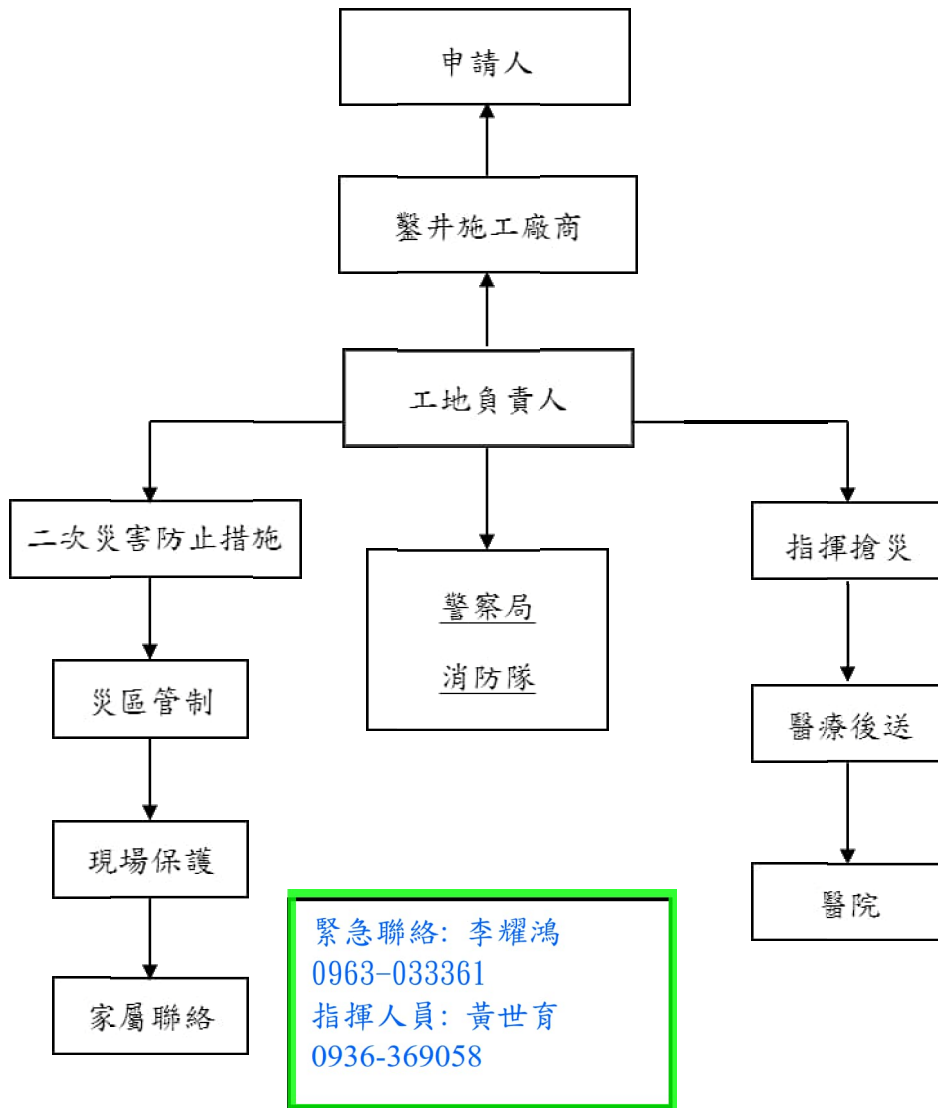 申請人
鑿井施工廠商
工地負責人
二次災害防止措施
災區管制
現場保護
家屬聯絡
警察局
消防隊
指揮搶災
醫療後送
醫院
緊急聯絡: 李耀鴻
0963-033361
指揮人員: 黃世育
0936-369058